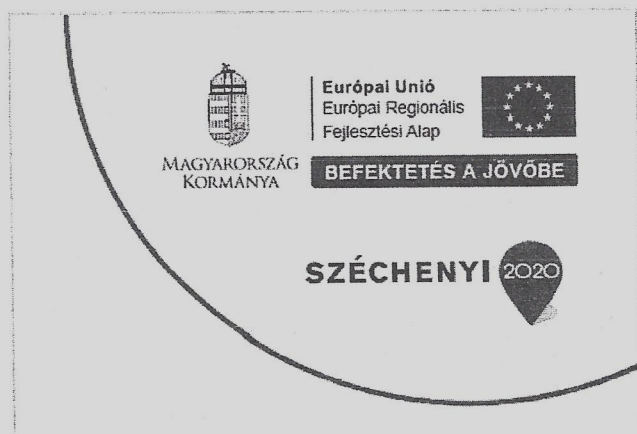 Európai Unió
Európai Regionális
Fejlesztési Alap
MAGYARORSZÁG
KORMÁNYA
BEFEKTETÉS A JÖVŐBE
SZÉCHENYI 2020